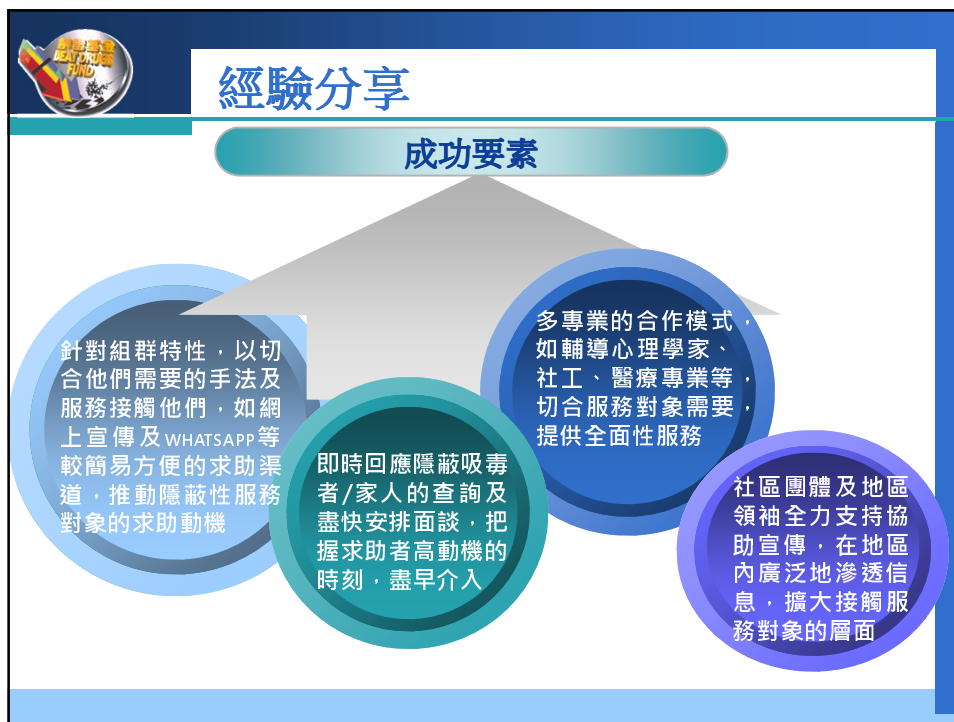 禁毒基金
BEAT DRUGS
FUND
經驗分享
成功要素
針對組群特性，以切
合他們需要的手法及
服務接觸他們，如網
上宣傳及WHATSAPP等
較簡易方便的求助渠
道，推動隱蔽性服務
對象的求助動機
即時回應隱蔽吸毒
者/家人的查詢及
盡快安排面談，把
握求助者高動機的
時刻，盡早介入
多專業的合作模式，
如輔導心理學家、
社工、醫療專業等，
切合服務對象需要，
提供全面性服務
社區團體及地區
領袖全力支持協
助宣傳，在地區
內廣泛地滲透信
息，擴大接觸服
務對象的層面